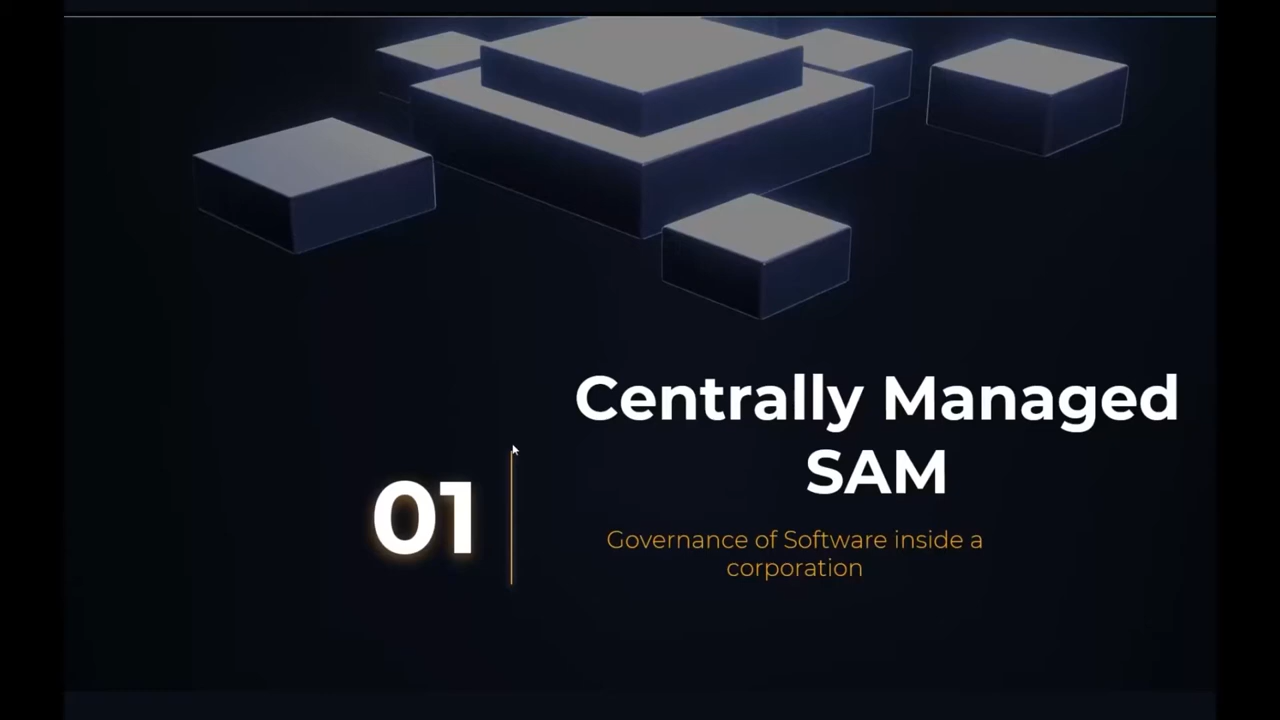 Centrally Managed
SAM
01
Governance of Software inside a
corporation